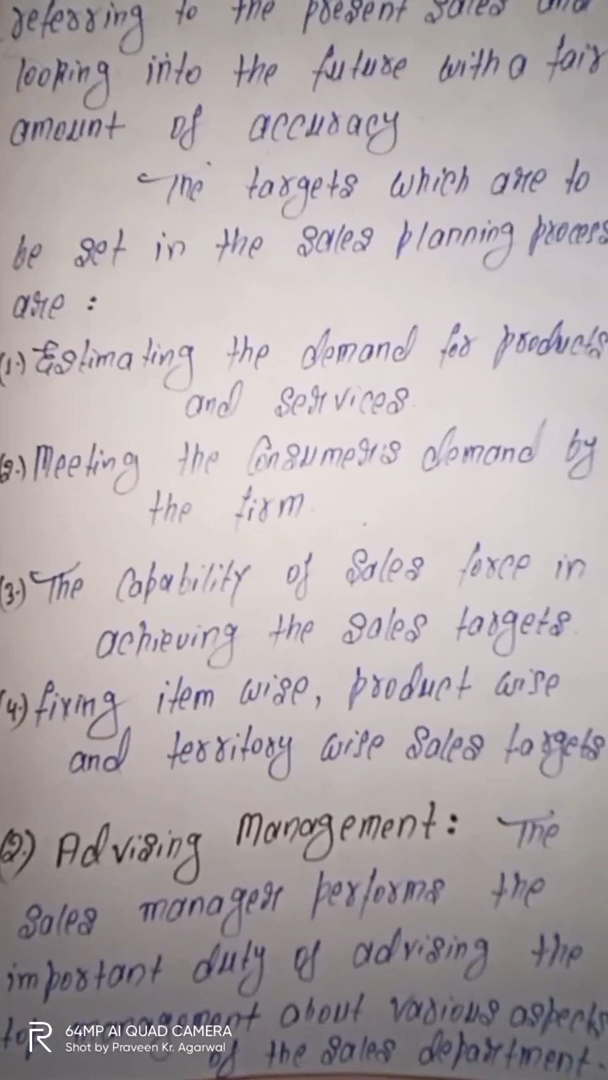 referring to the present sales and
looking into the future with a fair
amount of accuracy
The targets which are to
be set in the sales planning process
are :
(1.) Estimating the demand for products
and services.
(2.) Meeting the Consumer's demand by
the firm.
(3.) The Capability of Sales force in
achieving the sales targets.
(4.) fixing item wise, product wise
and territory wise Sales targets
(2.) Advising Management : The
Sales manager performs the
important duty of advising the
top management about various aspects
of the sales department.
64MP AI QUAD CAMERA
Shot by Praveen Kr. Agarwal